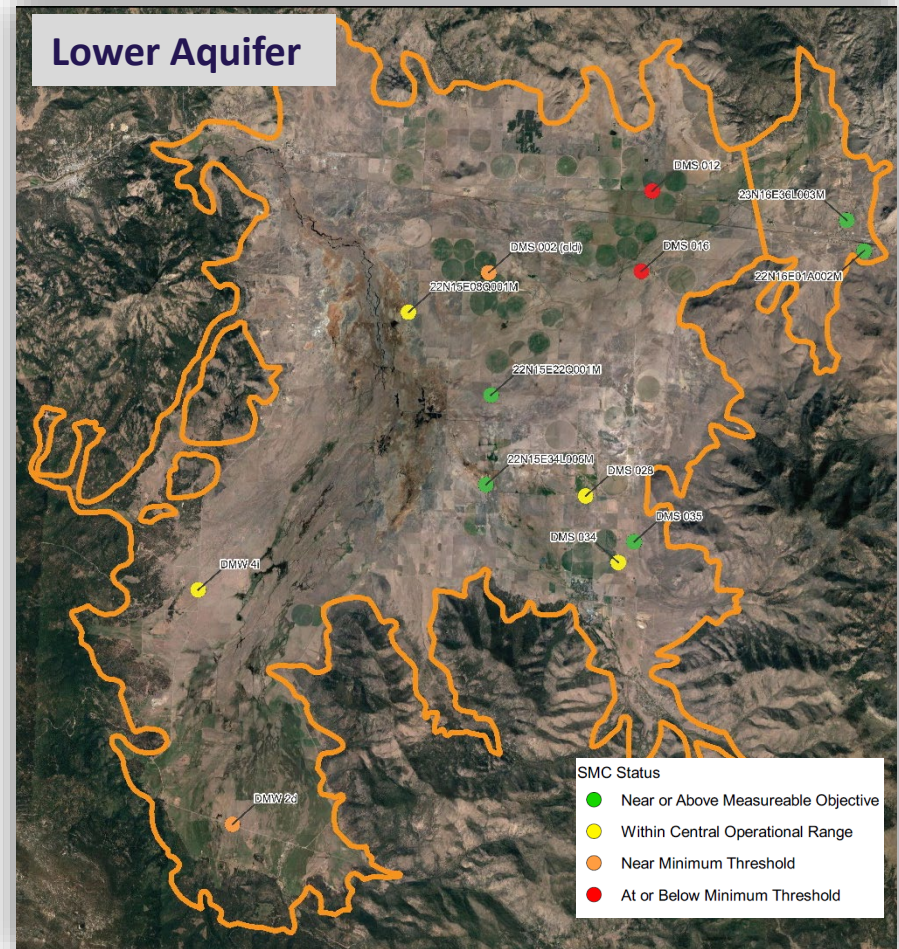 Lower Aquifer
DMS 012
23N16E36L003M
DMS 002 (old)
DMS 016
22N16E01A002M
22N15E08Q001M
22N15E22Q001M
22N15E34L006M
DMS 028
DMS 035
DMS 034
DMW 4i
DMW 2d
SMC Status
Near or Above Measureable Objective
Within Central Operational Range
Near Minimum Threshold
At or Below Minimum Threshold